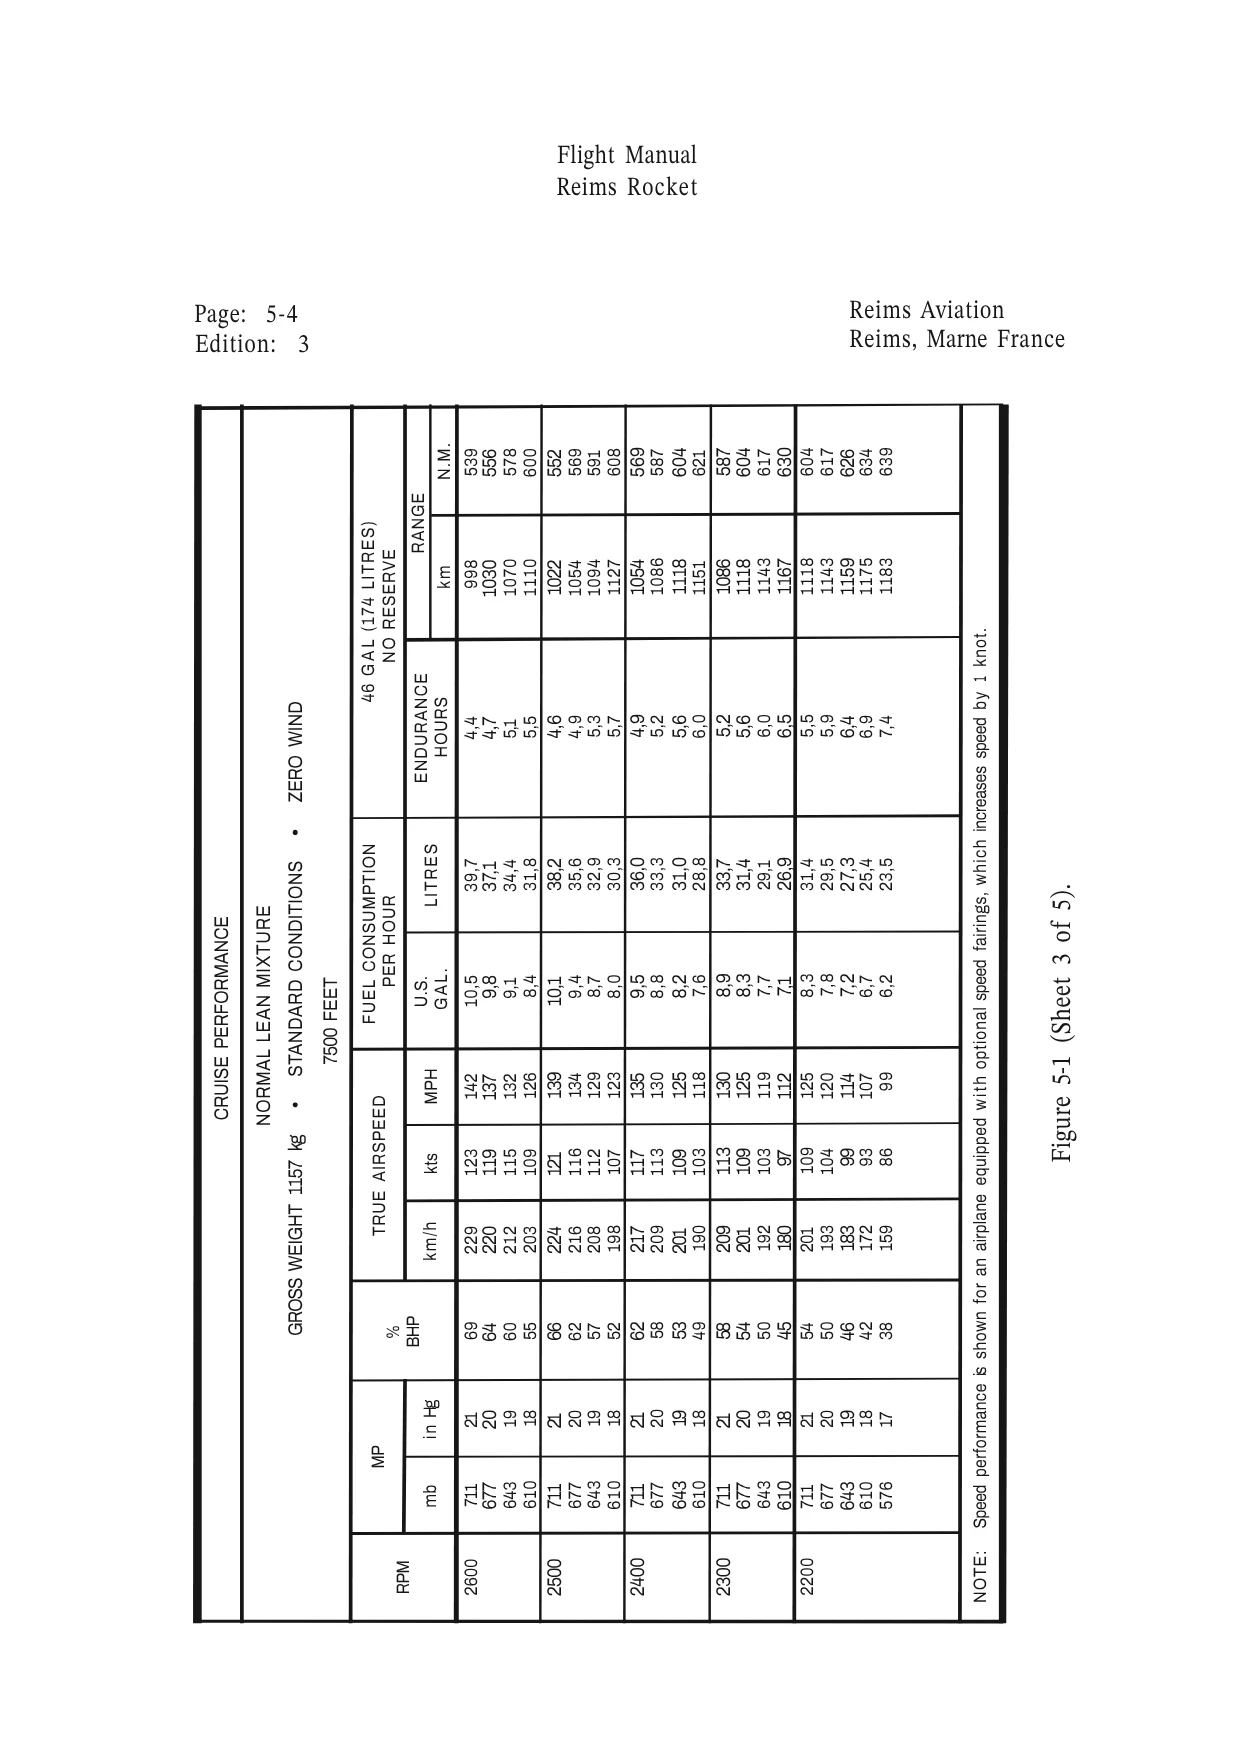 Flight Manual
Reims Rocket
Page: 5-4
Edition: 3
Reims Aviation
Reims, Marne France
CRUISE PERFORMANCE
NORMAL LEAN MIXTURE
GROSS WEIGHT 1157 kg • STANDARD CONDITIONS • ZERO WIND
7500 FEET
RPM MP % BHP TRUE AIRSPEED FUEL CONSUMPTION PER HOUR 46 GAL (174 LITRES) NO RESERVE
mb in Hg km/h kts MPH U.S. GAL. LITRES ENDURANCE HOURS RANGE
km N.M.
2600 711 21 69 229 123 142 10,5 39,7 4,4 998 539
677 20 64 220 119 137 9,8 37,1 4,7 1030 556
643 19 60 212 115 132 9,1 34,4 5,1 1070 578
610 18 55 203 109 126 8,4 31,8 5,5 1110 600
2500 711 21 66 224 121 139 10,1 38,2 4,6 1022 552
677 20 62 216 116 134 9,4 35,6 4,9 1054 569
643 19 57 208 112 129 8,7 32,9 5,3 1094 591
610 18 52 198 107 123 8,0 30,3 5,7 1127 608
2400 711 21 62 217 117 135 9,5 36,0 4,9 1054 569
677 20 58 209 113 130 8,8 33,3 5,2 1086 587
643 19 53 201 109 125 8,2 31,0 5,6 1118 604
610 18 49 190 103 118 7,6 28,8 6,0 1151 621
2300 711 21 58 209 113 130 8,9 33,7 5,2 1086 587
677 20 54 201 109 125 8,3 31,4 5,6 1118 604
643 19 50 192 103 119 7,7 29,1 6,0 1143 617
610 18 45 180 97 112 7,1 26,9 6,5 1167 630
2200 711 21 54 201 109 125 8,3 31,4 5,5 1118 604
677 20 50 193 104 120 7,8 29,5 5,9 1143 617
643 19 46 183 99 114 7,2 27,3 6,4 1159 626
610 18 42 172 93 107 6,7 25,4 6,9 1175 634
576 17 38 159 86 99 6,2 23,5 7,4 1183 639
NOTE: Speed performance is shown for an airplane equipped with optional speed fairings, which increases speed by 1 knot.
Figure 5-1 (Sheet 3 of 5).